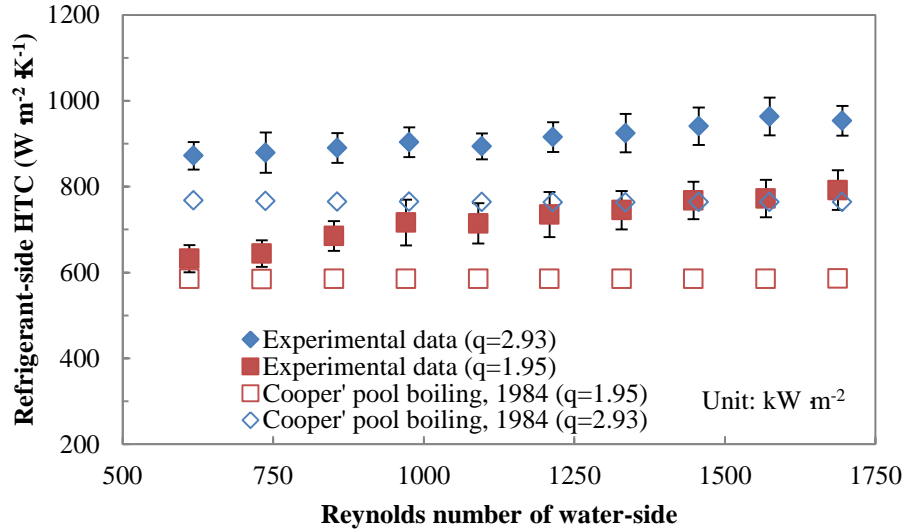 1200
1000
800
600
400
200
Refrigerant-side HTC (W·m-2·K-1)
Experimental data (q=2.93)
Experimental data (q=1.95)
Cooper' pool boiling, 1984 (q=1.95)
Cooper' pool boiling, 1984 (q=2.93)
Unit: kW·m-2
500 750 1000 1250 1500 1750
Reynolds number of water-side